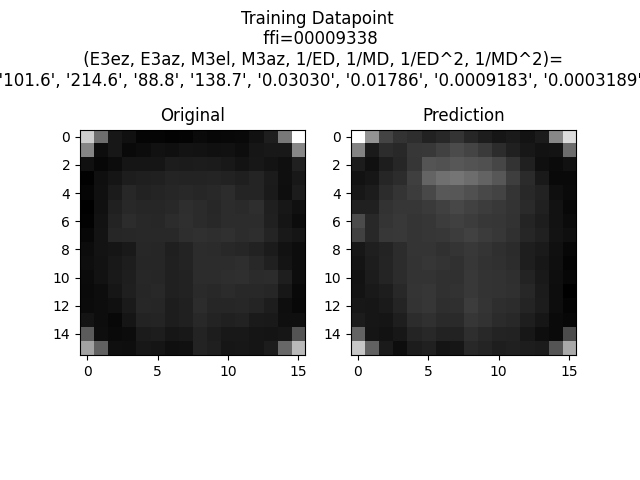 Training Datapoint
ffi=00009338
(E3ez, E3az, M3el, M3az, 1/ED, 1/MD, 1/ED^2, 1/MD^2)=
'101.6', '214.6', '88.8', '138.7', '0.03030', '0.01786', '0.0009183', '0.0003189'
Original Prediction
0 0
2 2
4 4
6 6
8 8
10 10
12 12
14 14
0 5 10 15 0 5 10 15